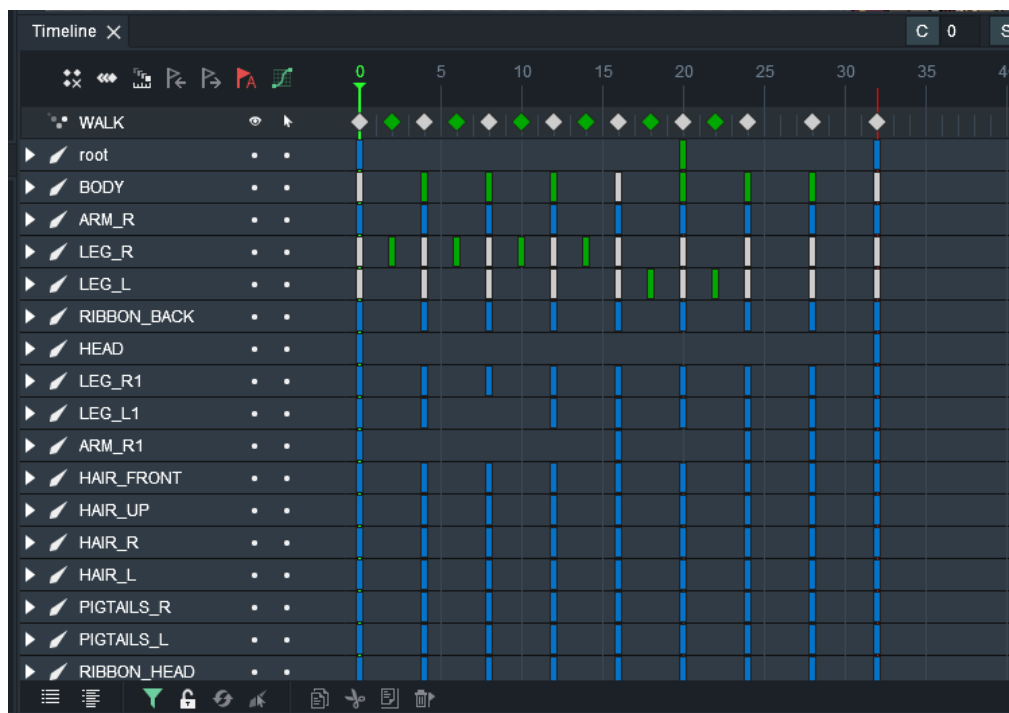 Timeline
C 0 S
A
0 5 10 15 20 25 30 35 4
WALK
root
BODY
ARM_R
LEG_R
LEG_L
RIBBON_BACK
HEAD
LEG_R1
LEG_L1
ARM_R1
HAIR_FRONT
HAIR_UP
HAIR_R
HAIR_L
PIGTAILS_R
PIGTAILS_L
RIBBON_HEAD